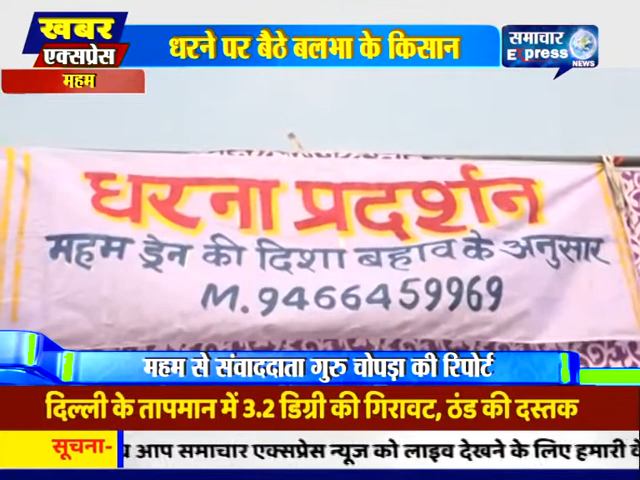 खबर
एक्सप्रेस
महम
धरने पर बैठे बलभा के किसान
समाचार
Express
NEWS
धरना प्रदर्शन
महम ड्रेन की दिशा बहाव के अनुसार
M.9466459969
महम से संवाददाता गुरु चोपड़ा की रिपोर्ट
दिल्ली के तापमान में 3.2 डिग्री की गिरावट, ठंड की दस्तक
सूचना- आप समाचार एक्सप्रेस न्यूज को लाइव देखने के लिए हमारी